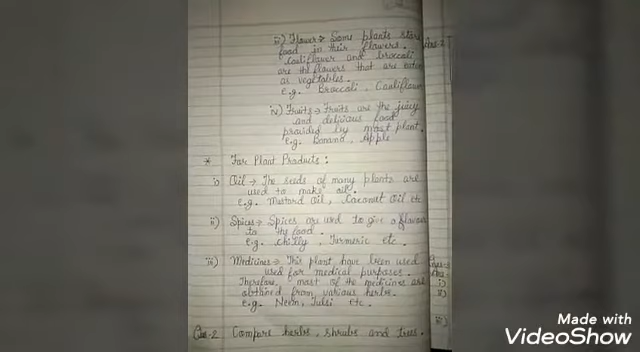 iii) Flower → Some plants store
food in their flowers.
Cauliflower and broccoli
are the flowers that are eaten
as vegetables.
e.g. Broccoli, Cauliflower
iv) Fruits → Fruits are the juicy
and delicious food
provided by most plant.
e.g. Banana, Apple
* For Plant Products:
i) Oil → The seeds of many plants are
used to make oil.
e.g. Mustard Oil, Coconut Oil etc
ii) Spices → Spices are used to give a flavour
to the food
e.g. chilly, Turmeric etc.
iii) Medicines → This plant have been used
used for medical purposes.
Therefore, most of the medicines are
obtained from various herbs.
e.g. Neem, Tulsi etc.
Que-2 Compare herbs, shrubs and trees.
Ans-2
i)
ii)
iii)
Made with
VideoShow